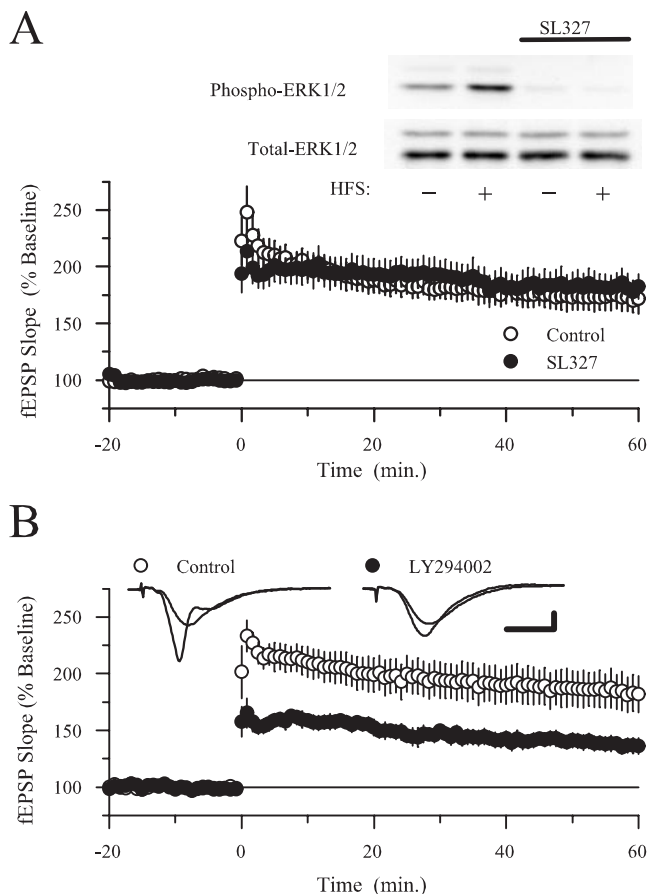 A
SL327
Phospho-ERK1/2
Total-ERK1/2
HFS: − + − +
fEPSP Slope (% Baseline)
250
200
150
100
Control
SL327
-20 0 20 40 60
Time (min.)
B
Control
LY294002
fEPSP Slope (% Baseline)
250
200
150
100
-20 0 20 40 60
Time (min.)